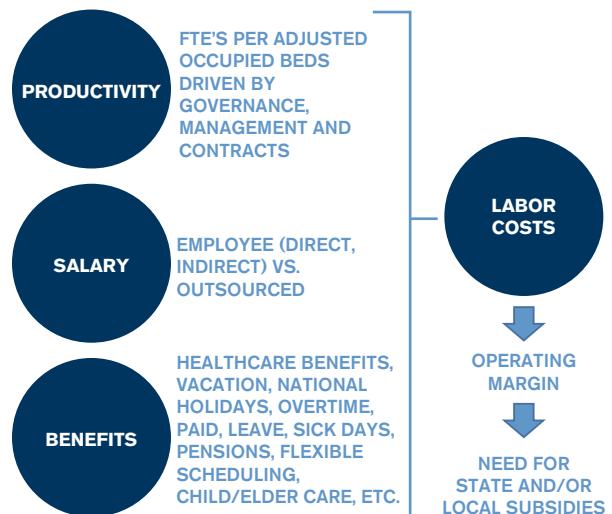 PRODUCTIVITY
FTE'S PER ADJUSTED
OCCUPIED BEDS
DRIVEN BY
GOVERNANCE,
MANAGEMENT AND
CONTRACTS
SALARY
EMPLOYEE (DIRECT,
INDIRECT) VS.
OUTSOURCED
BENEFITS
HEALTHCARE BENEFITS,
VACATION, NATIONAL
HOLIDAYS, OVERTIME,
PAID, LEAVE, SICK DAYS,
PENSIONS, FLEXIBLE
SCHEDULING,
CHILD/ELDER CARE, ETC.
LABOR
COSTS
OPERATING
MARGIN
NEED FOR
STATE AND/OR
LOCAL SUBSIDIES